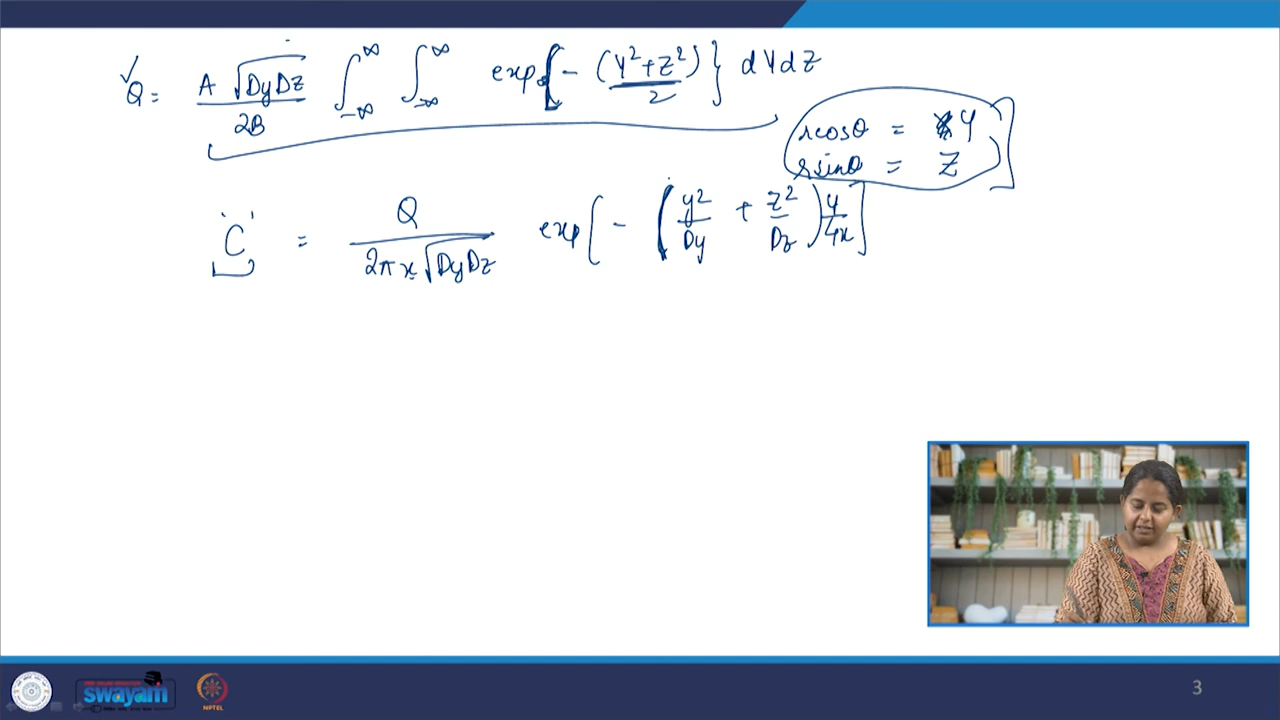 Q = A √DyDz / 2B ∫_{-∞}^{∞} ∫_{-∞}^{∞} exp{ - (Y² + Z²) / 2 } dY dZ
r cosθ = Y
r sinθ = Z
'C' = Q / 2πx √DyDz exp[ - ( y²/Dy + z²/Dz ) u/4x ]
3
swayam
NPTEL